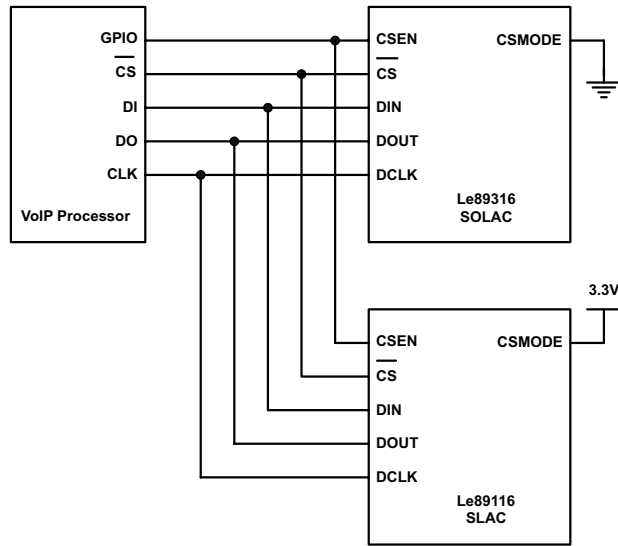 GPIO
CS
DI
DO
CLK
VoIP Processor
CSEN
CSMODE
CS
DIN
DOUT
DCLK
Le89316
SOLAC
3.3V
CSEN
CSMODE
CS
DIN
DOUT
DCLK
Le89116
SLAC